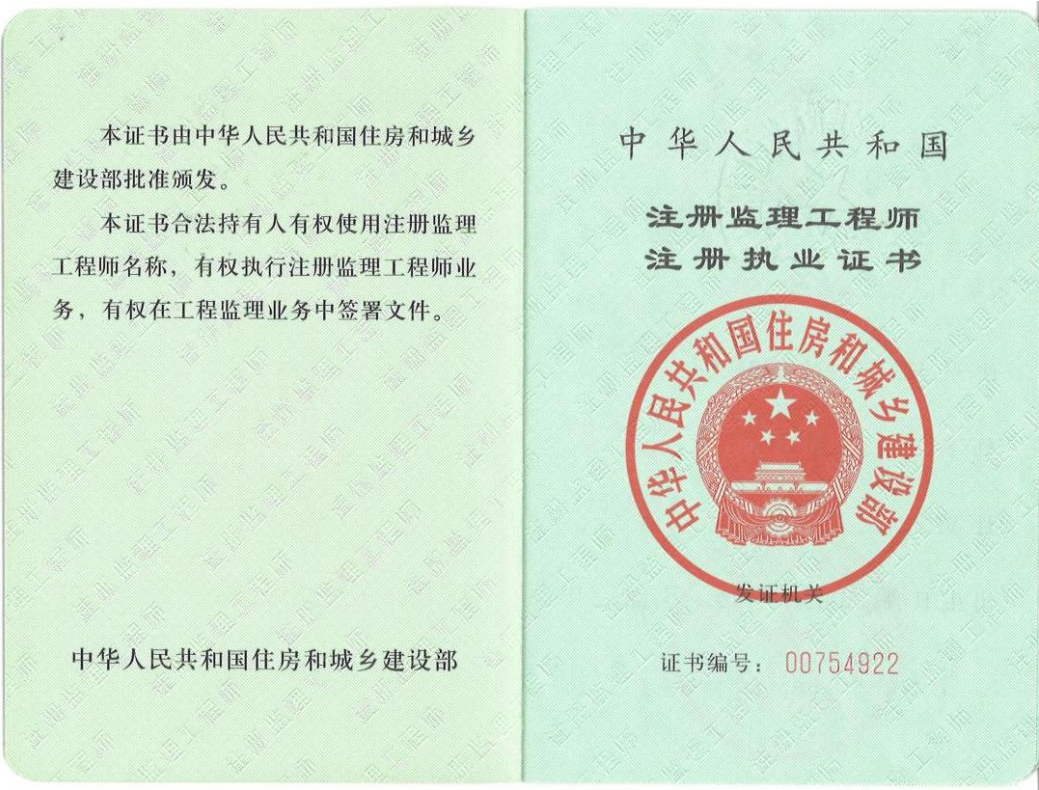 本证书由中华人民共和国住房和城乡
建设部批准颁发。
本证书合法持有人有权使用注册监理
工程师名称，有权执行注册监理工程师业
务，有权在工程监理业务中签署文件。
中华人民共和国住房和城乡建设部
中华人民共和国
注册监理工程师
注册执业证书
中华人民共和国住房和城乡建设部
发证机关
证书编号：00754922